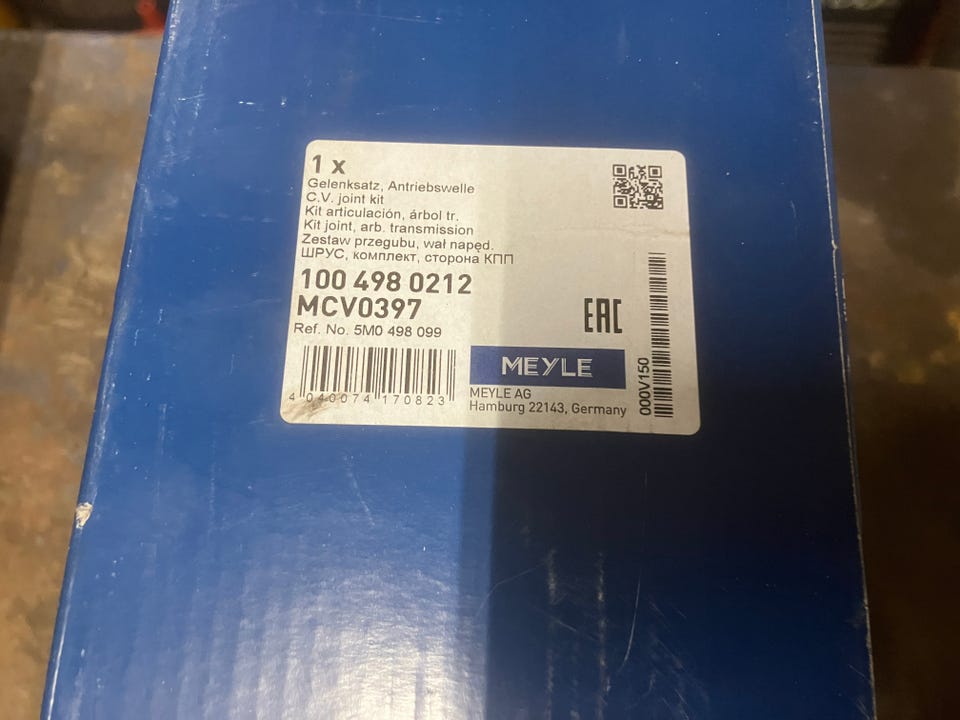 1 x
Gelenksatz, Antriebswelle
C.V. joint kit
Kit articulación, árbol tr.
Kit joint, arb. transmission
Zestaw przegubu, wał napęd.
ШРУС, комплект, сторона КПП
100 498 0212
MCV0397
Ref. No. 5M0 498 099
EAC
MEYLE
MEYLE AG
Hamburg 22143, Germany
4 040074 170823
000V150